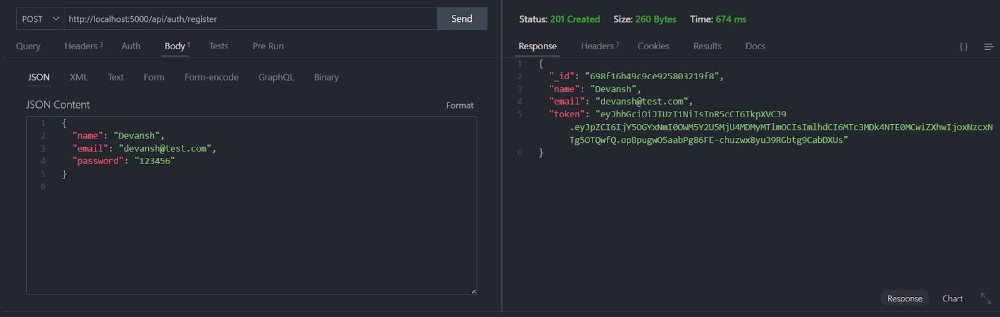 POST http://localhost:5000/api/auth/register Send
Query Headers 3 Auth Body 1 Tests Pre Run
JSON XML Text Form Form-encode GraphQL Binary
JSON Content Format
1 {
2 "name": "Devansh",
3 "email": "devansh@test.com",
4 "password": "123456"
5 }
6
Status: 201 Created Size: 260 Bytes Time: 674 ms
Response Headers 7 Cookies Results Docs { }
1 {
2 "_id": "698f16b49c9ce925803219f8",
3 "name": "Devansh",
4 "email": "devansh@test.com",
5 "token": "eyJhbGciOiJIUzI1NiIsInR5cCI6IkpXVCJ9
.eyJpZCI6IjY5OGYxNmI0OWM5Y2U5MjU4MDMyMTlmOCIsImlhdCI6MTc3MDk4NTE0MCwiZXhwIjoxNzcxN
Tg5OTQwfQ.opBpugwO5aabPg86FE-chuzwx8yu39RGbtg9CabDXUs"
6 }
Response Chart